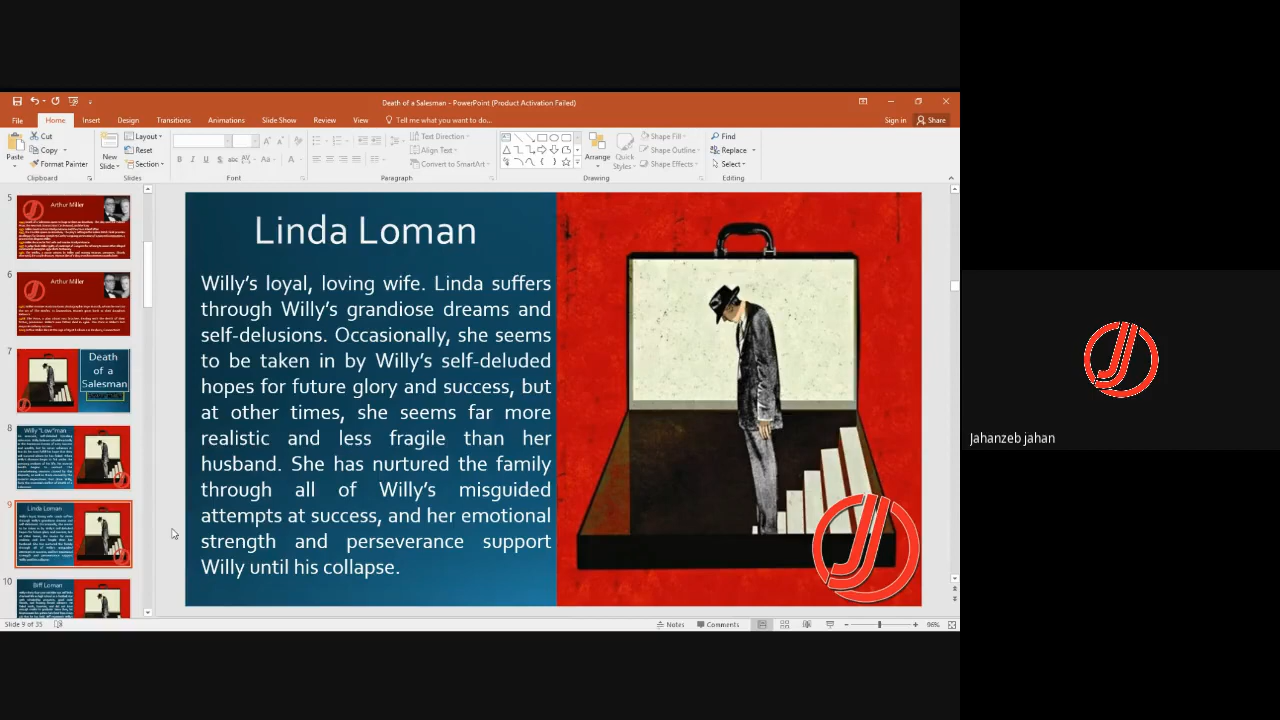 Death of a Salesman - PowerPoint (Product Activation Failed)
File Home Insert Design Transitions Animations Slide Show Review View Tell me what you want to do... Sign in Share
Paste Cut Copy Format Painter New Slide Layout Reset Section Text Direction Align Text Convert to SmartArt Arrange Quick Styles Shape Fill Shape Outline Shape Effects Find Replace Select
Clipboard Slides Font Paragraph Drawing Editing
5
Arthur Miller
6
Arthur Miller
7
Death
of a
Salesman
8
Willy "Low"man
9
Linda Loman
10
Biff Loman
Linda Loman
Willy's loyal, loving wife. Linda suffers
through Willy's grandiose dreams and
self-delusions. Occasionally, she seems
to be taken in by Willy's self-deluded
hopes for future glory and success, but
at other times, she seems far more
realistic and less fragile than her
husband. She has nurtured the family
through all of Willy's misguided
attempts at success, and her emotional
strength and perseverance support
Willy until his collapse.
Jahanzeb jahan
Slide 9 of 35 Notes Comments 96%